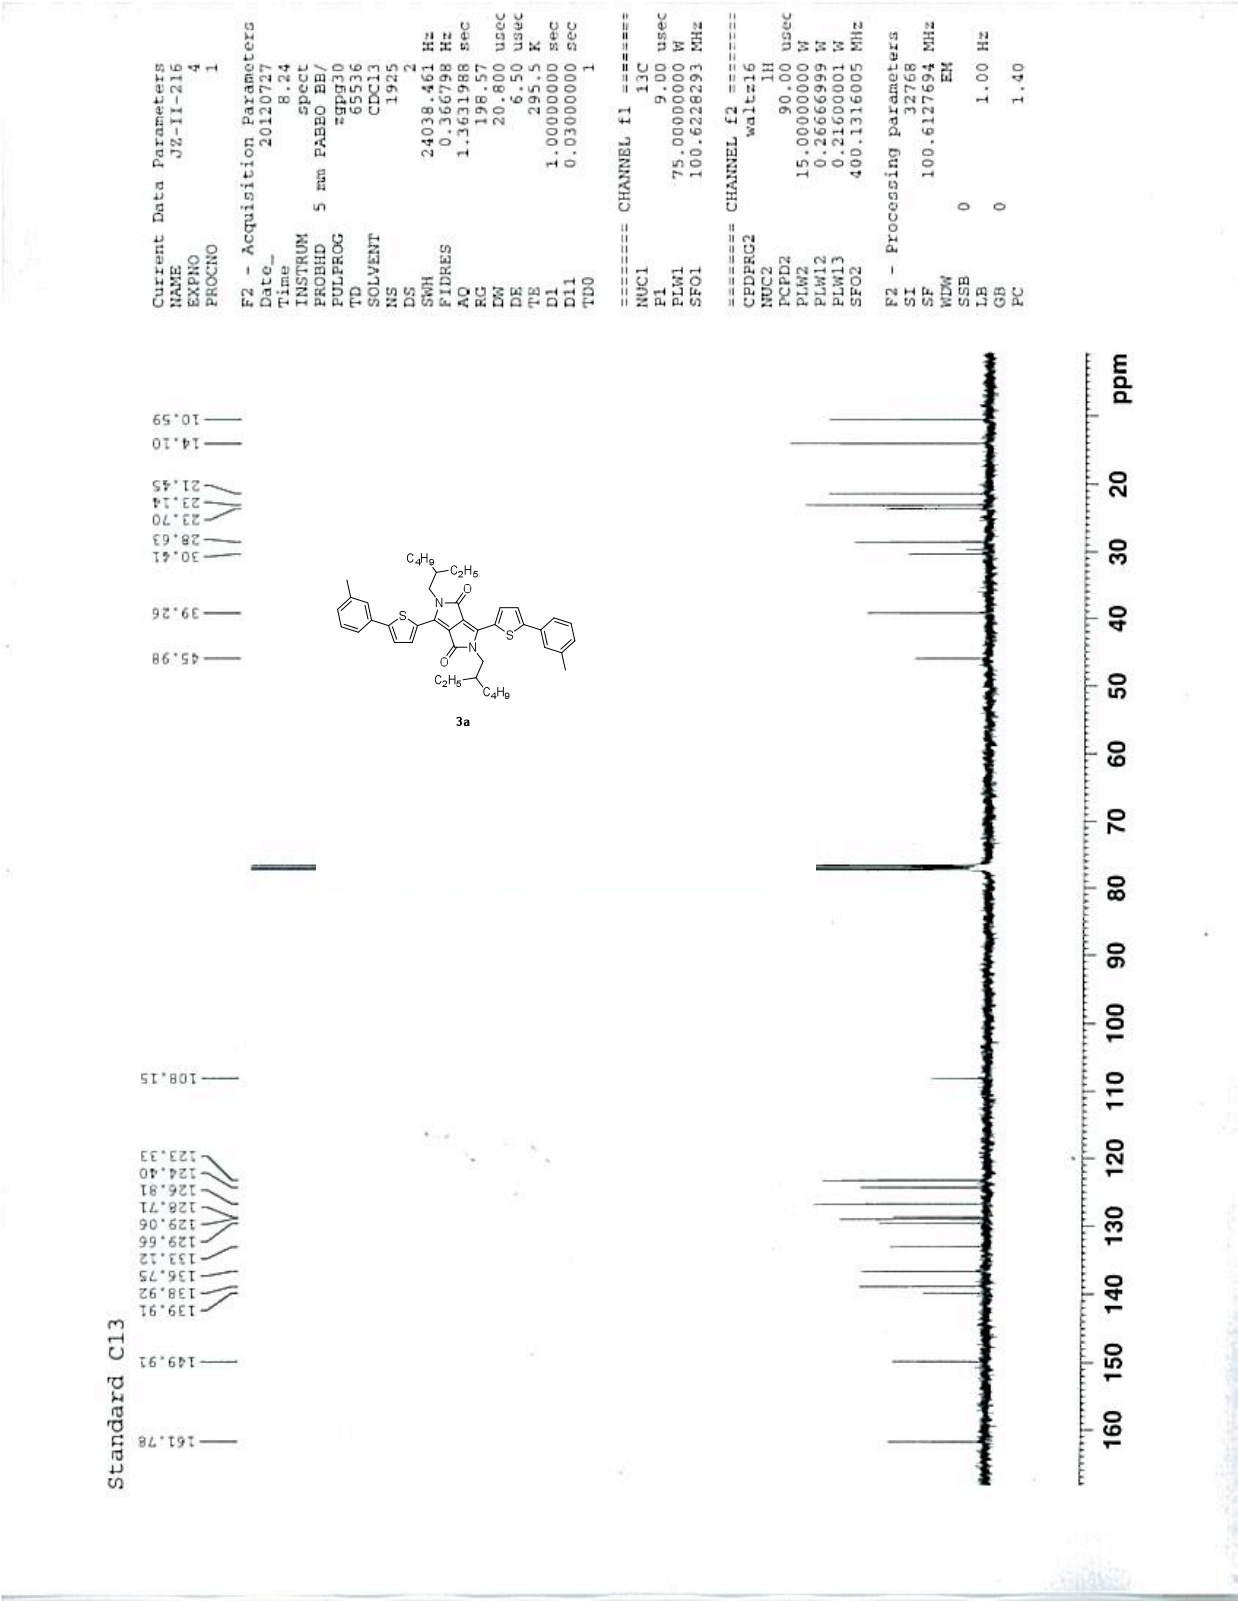 Standard C13
161.78
149.91
139.91
138.92
136.75
133.12
129.66
129.06
128.71
126.81
124.40
123.33
108.15
45.98
39.26
30.41
28.63
23.70
23.14
21.45
14.10
10.59
Current Data Parameters
NAME JZ-II-216
EXPNO 4
PROCNO 1
F2 - Acquisition Parameters
Date_ 20120727
Time 8.24
INSTRUM spect
PROBHD 5 mm PABBO BB/
PULPROG zgpg30
TD 65536
SOLVENT CDCl3
NS 1925
DS 2
SWH 24038.461 Hz
FIDRES 0.366798 Hz
AQ 1.3631988 sec
RG 198.57
DW 20.800 usec
DE 6.50 usec
TE 295.5 K
D1 1.00000000 sec
D11 0.03000000 sec
TD0 1
======== CHANNEL f1 ========
NUC1 13C
P1 9.00 usec
PLW1 75.00000000 W
SFO1 100.6228293 MHz
======== CHANNEL f2 ========
CPDPRG2 waltz16
NUC2 1H
PCPD2 90.00 usec
PLW2 15.00000000 W
PLW12 0.26666999 W
PLW13 0.21600001 W
SFO2 400.1316005 MHz
F2 - Processing parameters
SI 32768
SF 100.6127694 MHz
WDW EM
SSB 0
LB 1.00 Hz
GB 0
PC 1.40
C4H9
C2H5
N
O
S
S
O
N
C2H5
C4H9
3a
160 150 140 130 120 110 100 90 80 70 60 50 40 30 20 ppm